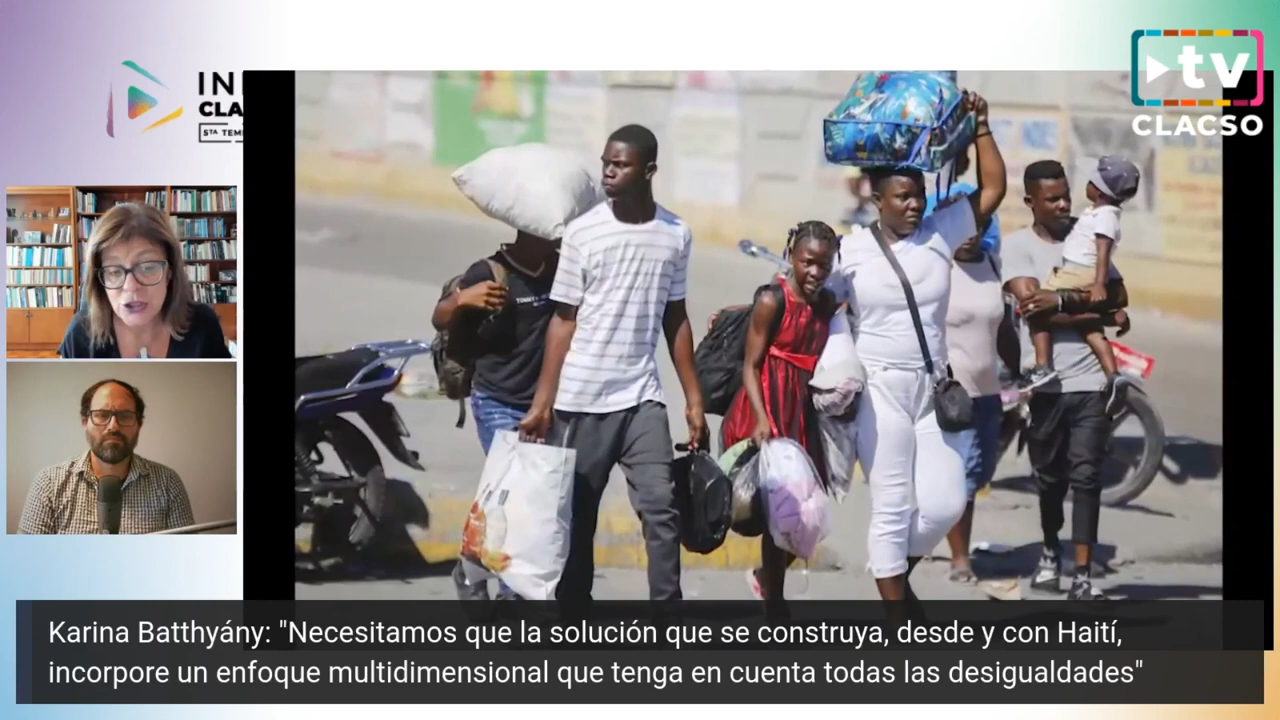 tv
CLACSO
5TA
Karina Batthyány: "Necesitamos que la solución que se construya, desde y con Haití,
incorpore un enfoque multidimensional que tenga en cuenta todas las desigualdades"